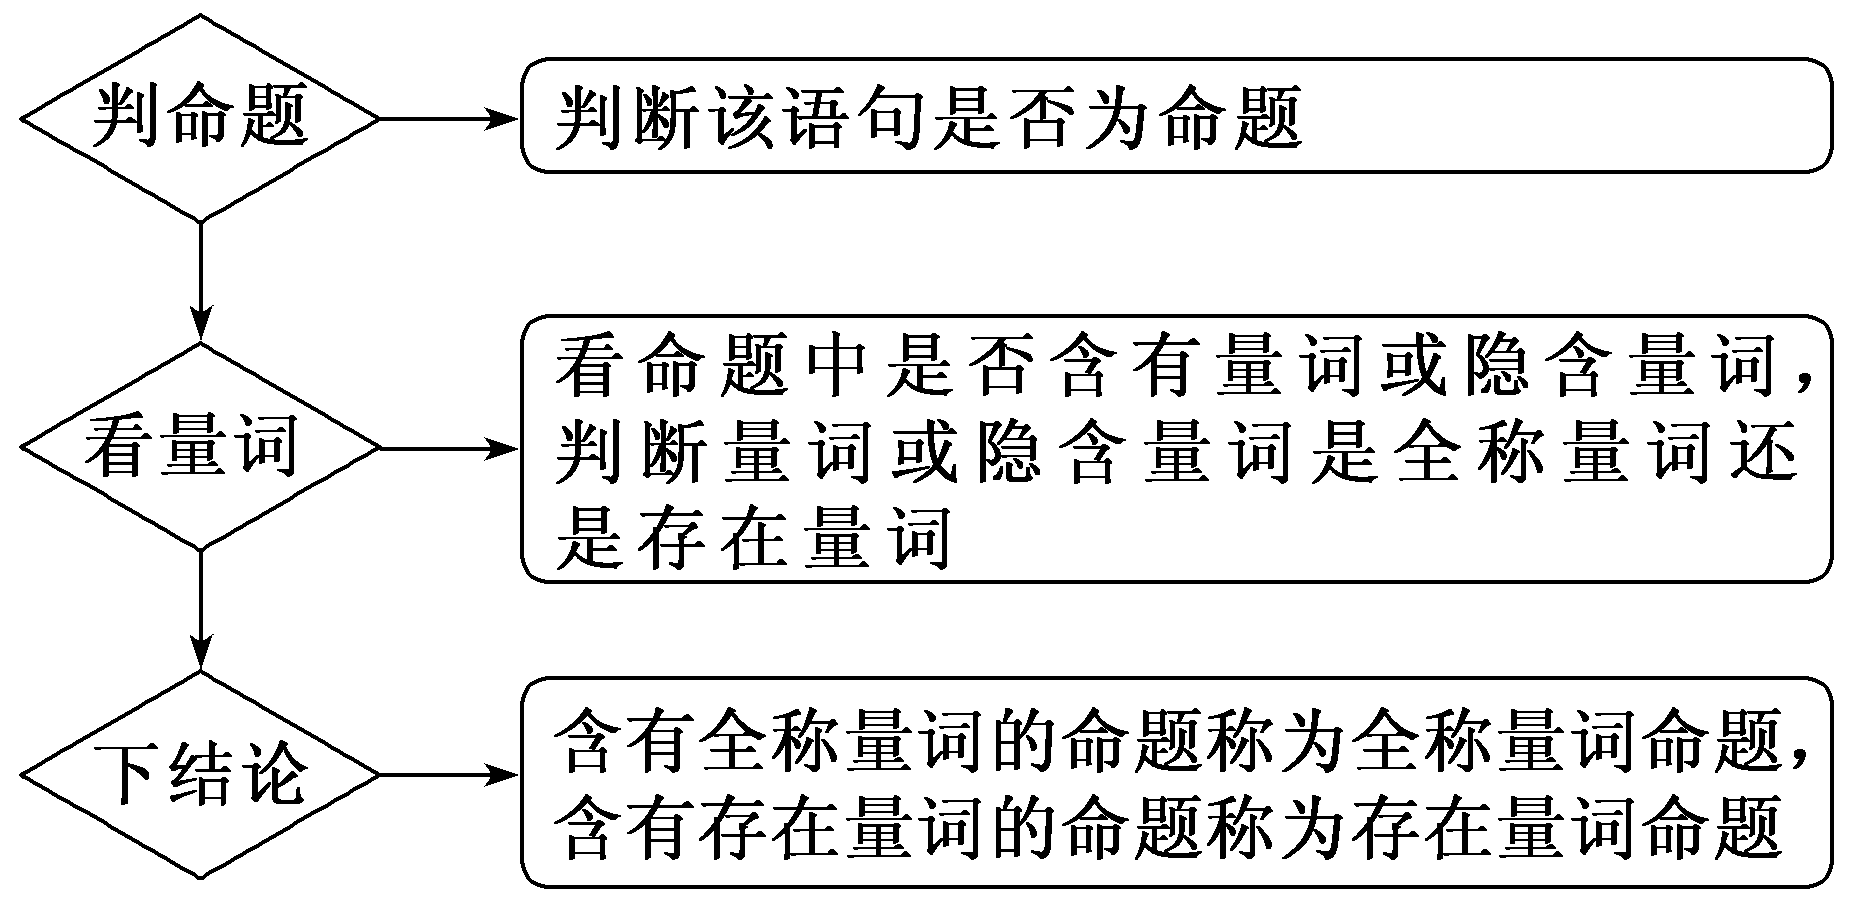 判命题
判断该语句是否为命题
看量词
看命题中是否含有量词或隐含量词，
判断量词或隐含量词是全称量词还
是存在量词
下结论
含有全称量词的命题称为全称量词命题，
含有存在量词的命题称为存在量词命题